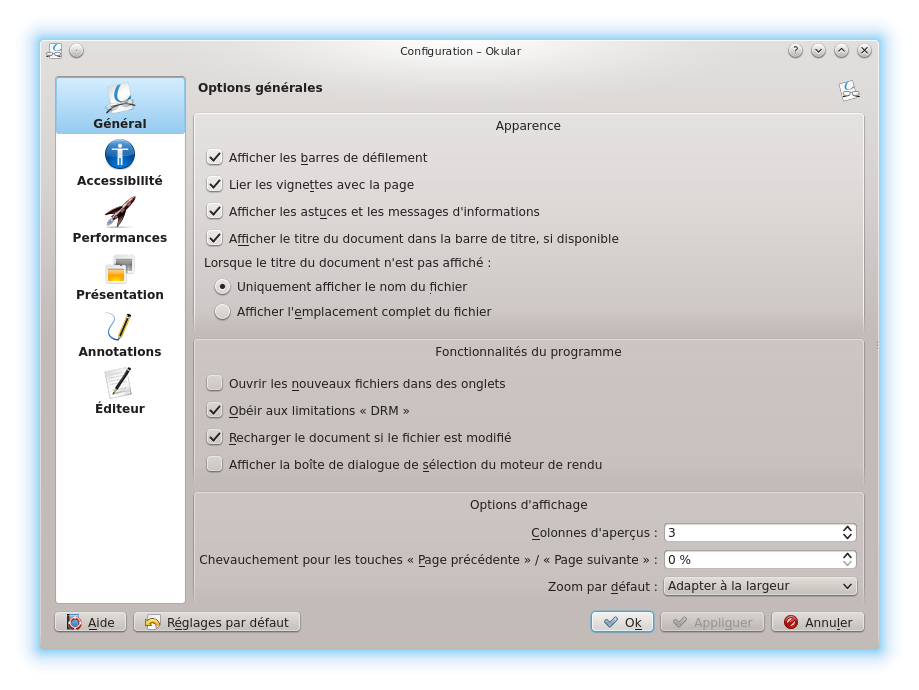 Configuration – Okular
Général
Accessibilité
Performances
Présentation
Annotations
Éditeur
Options générales
Apparence
Afficher les barres de défilement
Lier les vignettes avec la page
Afficher les astuces et les messages d'informations
Afficher le titre du document dans la barre de titre, si disponible
Lorsque le titre du document n'est pas affiché :
Uniquement afficher le nom du fichier
Afficher l'emplacement complet du fichier
Fonctionnalités du programme
Ouvrir les nouveaux fichiers dans des onglets
Obéir aux limitations « DRM »
Recharger le document si le fichier est modifié
Afficher la boîte de dialogue de sélection du moteur de rendu
Options d'affichage
Colonnes d'aperçus : 3
Chevauchement pour les touches « Page précédente » / « Page suivante » : 0 %
Zoom par défaut : Adapter à la largeur
Aide Réglages par défaut Ok Appliguer Annuler